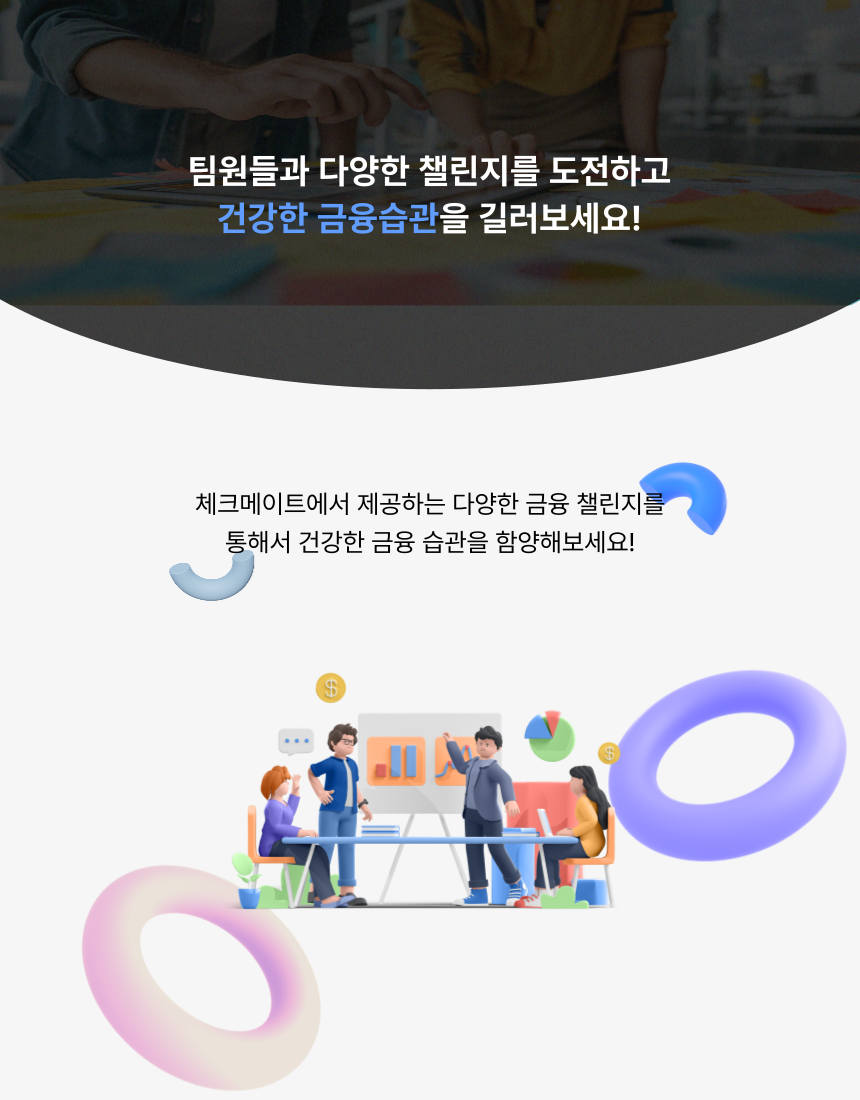 팀원들과 다양한 챌린지를 도전하고
건강한 금융습관을 길러보세요!
체크메이트에서 제공하는 다양한 금융 챌린지를
통해서 건강한 금융 습관을 함양해보세요!